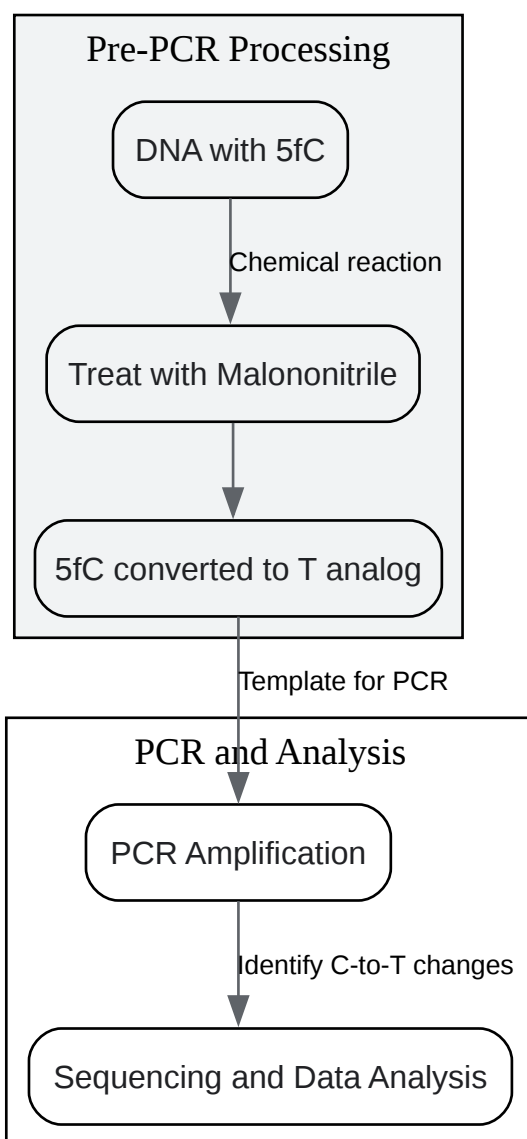 Pre-PCR Processing
DNA with 5fC
Chemical reaction
Treat with Malononitrile
5fC converted to T analog
Template for PCR
PCR and Analysis
PCR Amplification
Identify C-to-T changes
Sequencing and Data Analysis